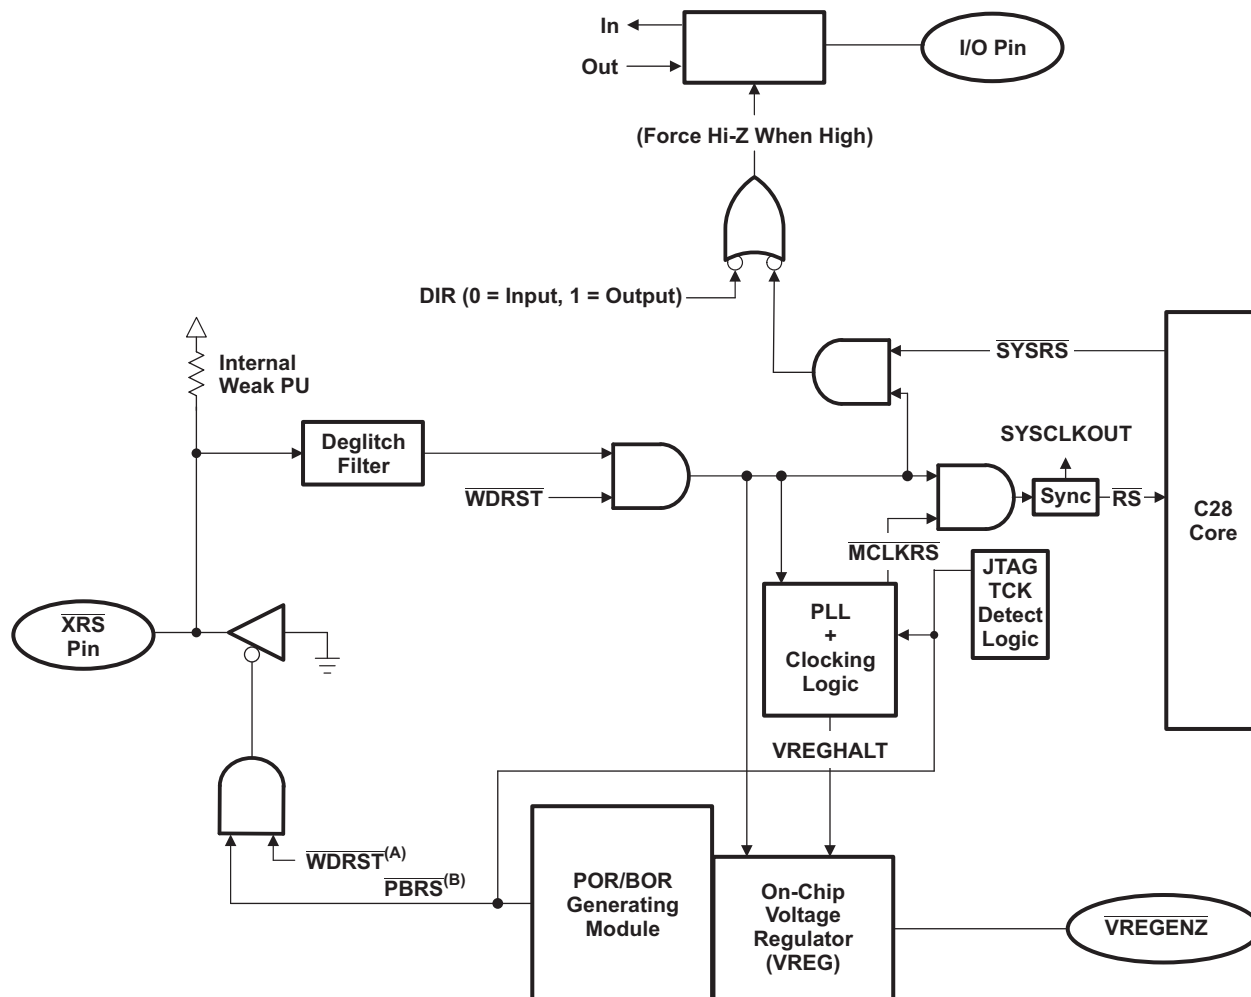 In
Out
I/O Pin
(Force Hi-Z When High)
DIR (0 = Input, 1 = Output)
Internal
Weak PU
SYSRS
Deglitch
Filter
WDRST
SYSCLKOUT
Sync
RS
C28
Core
MCLKRS
JTAG
TCK
Detect
Logic
PLL
+
Clocking
Logic
XRS
Pin
VREGHALT
WDRST(A)
PBRS(B)
POR/BOR
Generating
Module
On-Chip
Voltage
Regulator
(VREG)
VREGENZ